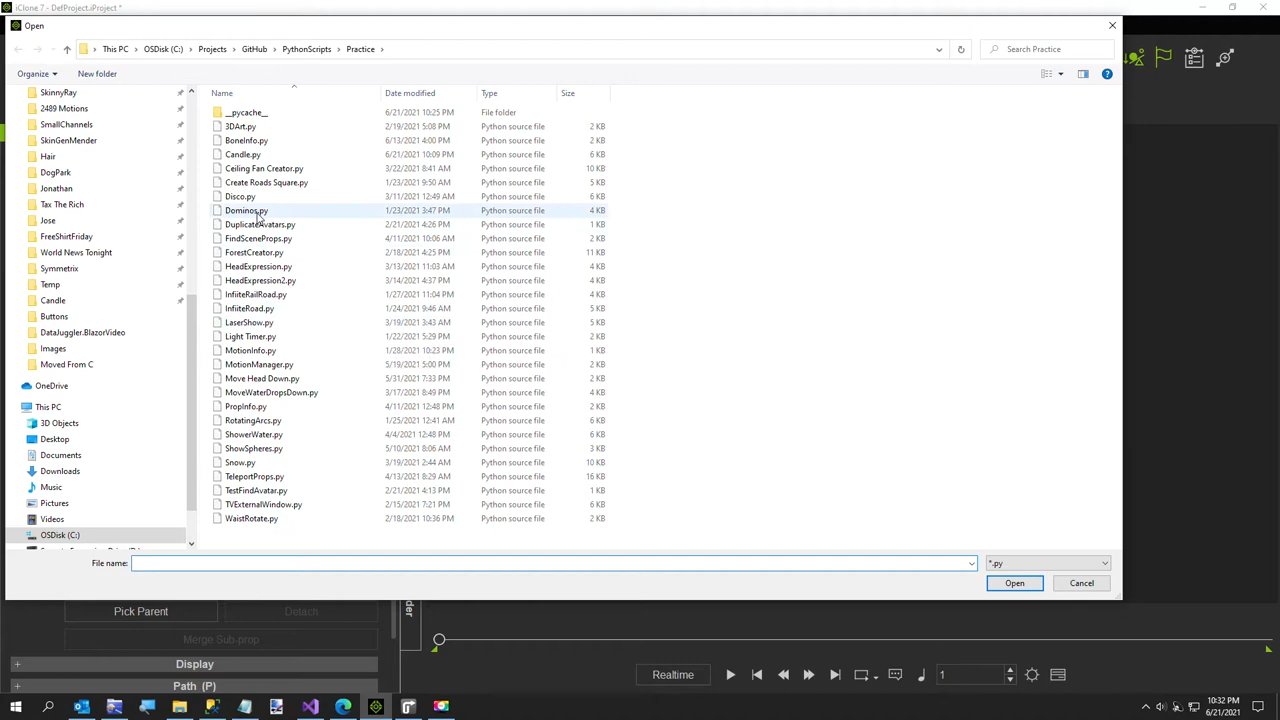 iClone 7 - DefProject.iProject *
Open
This PC > OSDisk (C:) > Projects > GitHub > PythonScripts > Practice >
Search Practice
Organize
New folder
Name Date modified Type Size
SkinnyRay
2489 Motions
SmallChannels
SkinGenMender
Hair
DogPark
Jonathan
Tax The Rich
Jose
FreeShirtFriday
World News Tonight
Symmetrix
Temp
Candle
Buttons
DataJuggler.BlazorVideo
Images
Moved From C
OneDrive
This PC
3D Objects
Desktop
Documents
Downloads
Music
Pictures
Videos
OSDisk (C:)
__pycache__ 6/21/2021 10:25 PM File folder
3DArt.py 2/19/2021 5:08 PM Python source file 2 KB
BoneInfo.py 6/13/2021 4:00 PM Python source file 2 KB
Candle.py 6/21/2021 10:09 PM Python source file 6 KB
Ceiling Fan Creator.py 3/22/2021 8:41 AM Python source file 10 KB
Create Roads Square.py 1/23/2021 9:50 AM Python source file 5 KB
Disco.py 3/11/2021 12:49 AM Python source file 6 KB
Dominos.py 1/23/2021 3:47 PM Python source file 4 KB
DuplicateAvatars.py 2/21/2021 4:26 PM Python source file 2 KB
FindSceneProps.py 4/11/2021 10:06 AM Python source file 2 KB
ForestCreator.py 2/18/2021 4:25 PM Python source file 11 KB
HeadExpression.py 3/13/2021 11:03 AM Python source file 4 KB
HeadExpression2.py 3/14/2021 4:37 PM Python source file 4 KB
InfiiteRailRoad.py 1/27/2021 11:04 PM Python source file 4 KB
InfiiteRoad.py 1/24/2021 9:46 AM Python source file 5 KB
LaserShow.py 3/19/2021 3:43 AM Python source file 5 KB
Light Timer.py 1/22/2021 5:29 PM Python source file 2 KB
MotionInfo.py 1/28/2021 10:23 PM Python source file 1 KB
MotionManager.py 5/19/2021 5:00 PM Python source file 2 KB
Move Head Down.py 5/31/2021 7:33 PM Python source file 2 KB
MoveWaterDropsDown.py 3/17/2021 8:49 PM Python source file 4 KB
PropInfo.py 4/11/2021 12:48 PM Python source file 2 KB
RotatingArcs.py 1/25/2021 12:41 AM Python source file 6 KB
ShowerWater.py 4/4/2021 12:48 PM Python source file 6 KB
ShowSpheres.py 5/10/2021 8:06 AM Python source file 3 KB
Snow.py 3/19/2021 2:44 AM Python source file 10 KB
TeleportProps.py 4/13/2021 8:29 AM Python source file 16 KB
TestFindAvatar.py 2/21/2021 4:13 PM Python source file 1 KB
TVExternalWindow.py 2/15/2021 7:21 PM Python source file 6 KB
WaistRotate.py 2/18/2021 10:36 PM Python source file 2 KB
File name:
*.py
Open Cancel
Pick Parent Detach
Merge Sub-prop
+ Display
+ Path (P)
Realtime
1
10:32 PM
6/21/2021